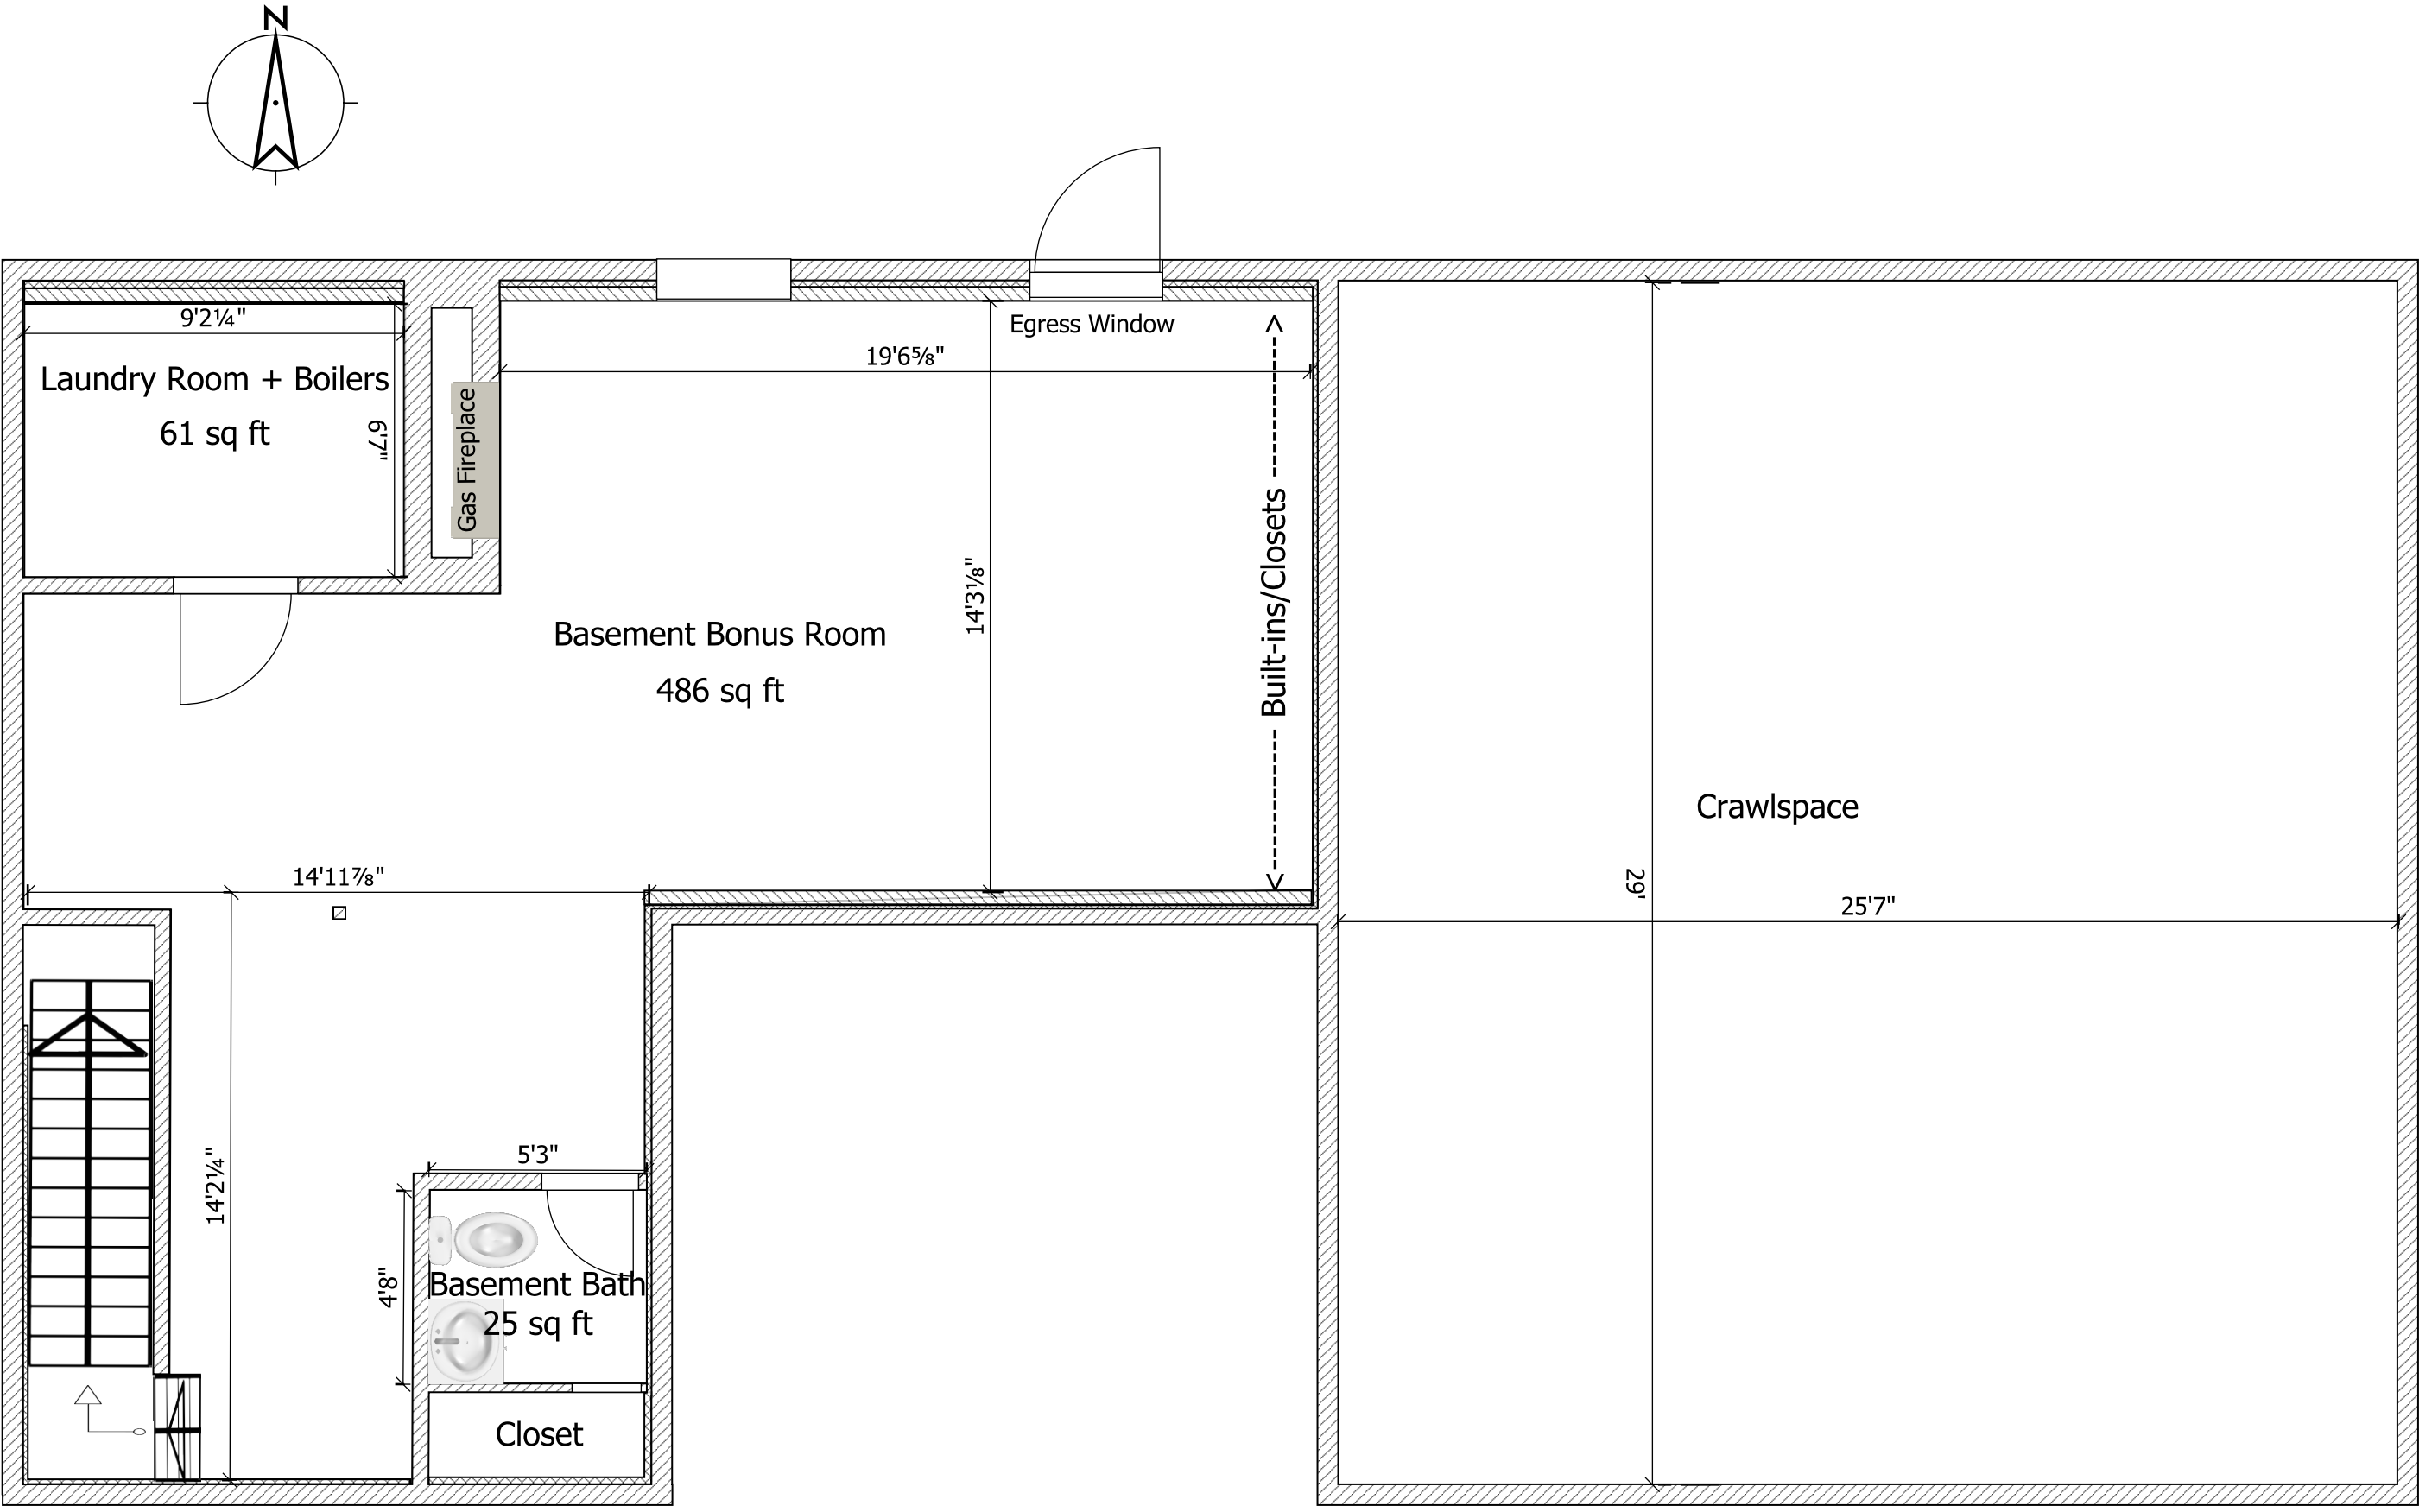 N
9'2¼"
Laundry Room + Boilers
61 sq ft
6'7"
Gas Fireplace
Egress Window
19'6⅝"
14'3⅛"
Built-ins/Closets
Basement Bonus Room
486 sq ft
Crawlspace
29'
25'7"
14'11⅞"
14'2¼"
5'3"
4'8"
Basement Bath
25 sq ft
Closet